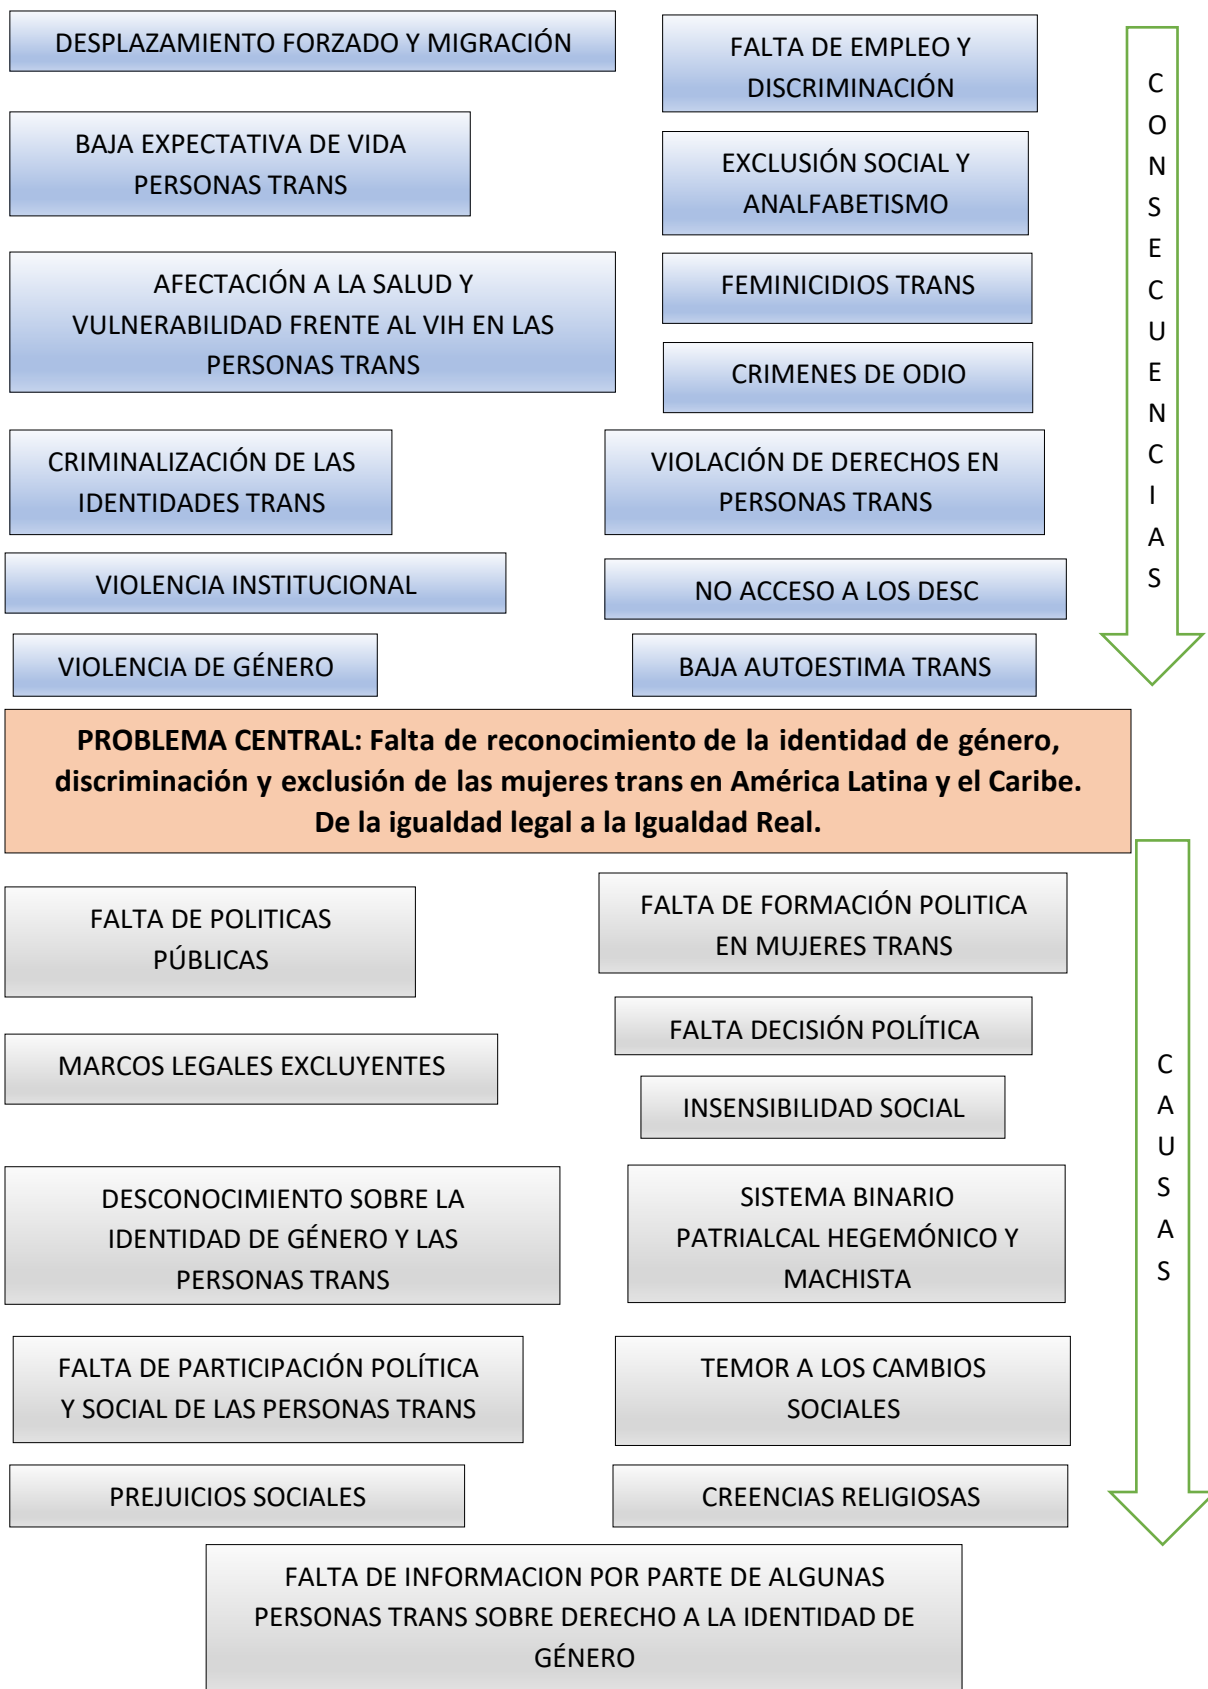 DESPLAZAMIENTO FORZADO Y MIGRACIÓN
FALTA DE EMPLEO Y
DISCRIMINACIÓN
BAJA EXPECTATIVA DE VIDA
PERSONAS TRANS
EXCLUSIÓN SOCIAL Y
ANALFABETISMO
AFECTACIÓN A LA SALUD Y
VULNERABILIDAD FRENTE AL VIH EN LAS
PERSONAS TRANS
FEMINICIDIOS TRANS
CRIMENES DE ODIO
CRIMINALIZACIÓN DE LAS
IDENTIDADES TRANS
VIOLACIÓN DE DERECHOS EN
PERSONAS TRANS
VIOLENCIA INSTITUCIONAL
NO ACCESO A LOS DESC
VIOLENCIA DE GÉNERO
BAJA AUTOESTIMA TRANS
C
O
N
S
E
C
U
E
N
C
I
A
S
PROBLEMA CENTRAL: Falta de reconocimiento de la identidad de género,
discriminación y exclusión de las mujeres trans en América Latina y el Caribe.
De la igualdad legal a la Igualdad Real.
FALTA DE POLITICAS
PÚBLICAS
FALTA DE FORMACIÓN POLITICA
EN MUJERES TRANS
FALTA DECISIÓN POLÍTICA
MARCOS LEGALES EXCLUYENTES
INSENSIBILIDAD SOCIAL
DESCONOCIMIENTO SOBRE LA
IDENTIDAD DE GÉNERO Y LAS
PERSONAS TRANS
SISTEMA BINARIO
PATRIALCAL HEGEMÓNICO Y
MACHISTA
FALTA DE PARTICIPACIÓN POLÍTICA
Y SOCIAL DE LAS PERSONAS TRANS
TEMOR A LOS CAMBIOS
SOCIALES
PREJUICIOS SOCIALES
CREENCIAS RELIGIOSAS
FALTA DE INFORMACION POR PARTE DE ALGUNAS
PERSONAS TRANS SOBRE DERECHO A LA IDENTIDAD DE
GÉNERO
C
A
U
S
A
S